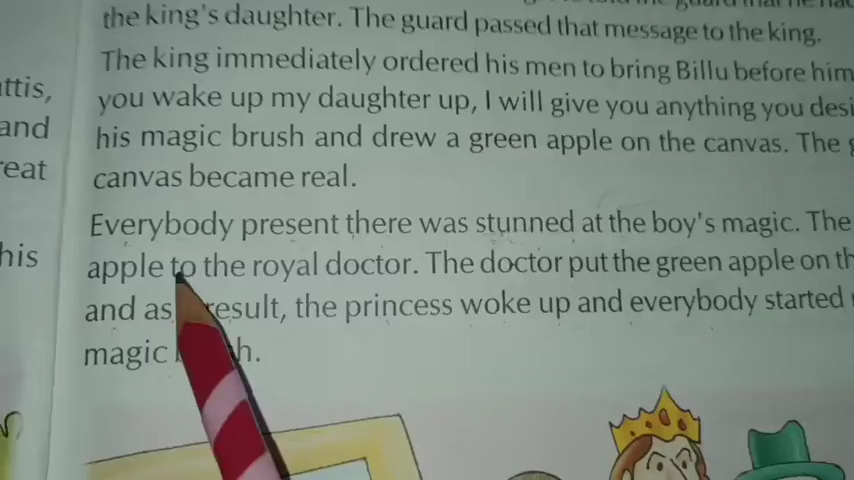 the king's daughter. The guard passed that message to the king.
ttis,
The king immediately ordered his men to bring Billu before him
and
you wake up my daughter up, I will give you anything you desi
eat
his magic brush and drew a green apple on the canvas. The g
canvas became real.
his
Everybody present there was stunned at the boy's magic. The
apple to the royal doctor. The doctor put the green apple on th
and as result, the princess woke up and everybody started
magic h.